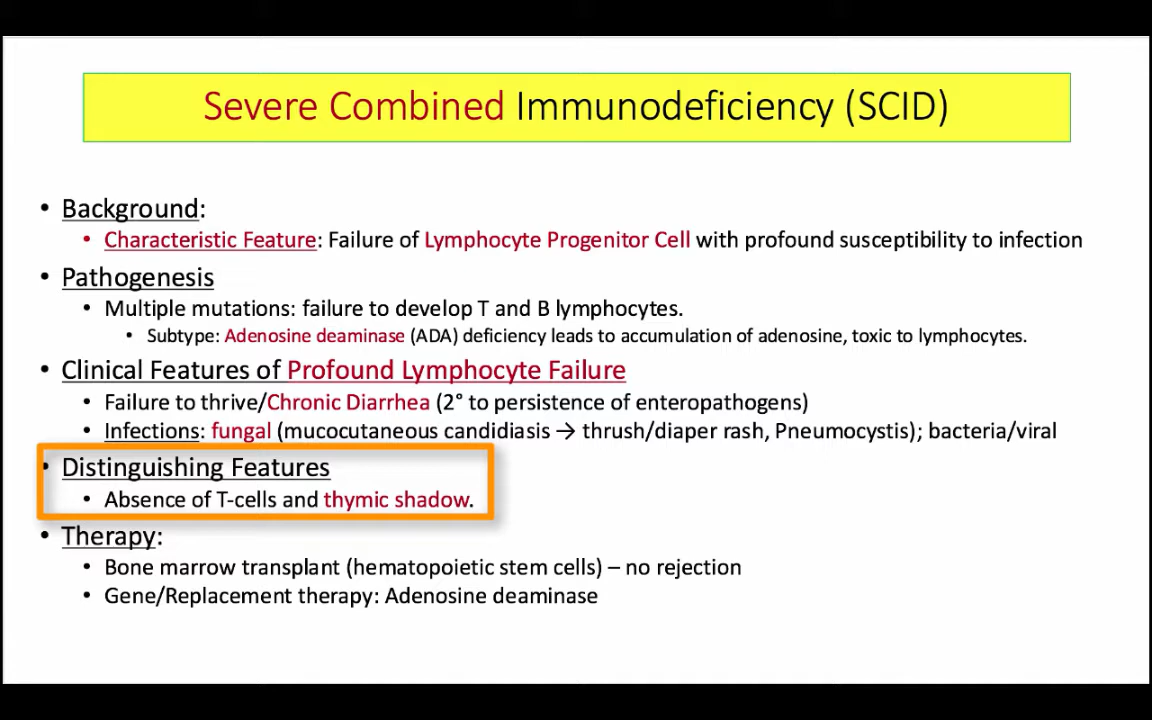 Severe Combined Immunodeficiency (SCID)
• Background:
• Characteristic Feature: Failure of Lymphocyte Progenitor Cell with profound susceptibility to infection
• Pathogenesis
• Multiple mutations: failure to develop T and B lymphocytes.
• Subtype: Adenosine deaminase (ADA) deficiency leads to accumulation of adenosine, toxic to lymphocytes.
• Clinical Features of Profound Lymphocyte Failure
• Failure to thrive/Chronic Diarrhea (2° to persistence of enteropathogens)
• Infections: fungal (mucocutaneous candidiasis → thrush/diaper rash, Pneumocystis); bacteria/viral
• Distinguishing Features
• Absence of T-cells and thymic shadow.
• Therapy:
• Bone marrow transplant (hematopoietic stem cells) – no rejection
• Gene/Replacement therapy: Adenosine deaminase